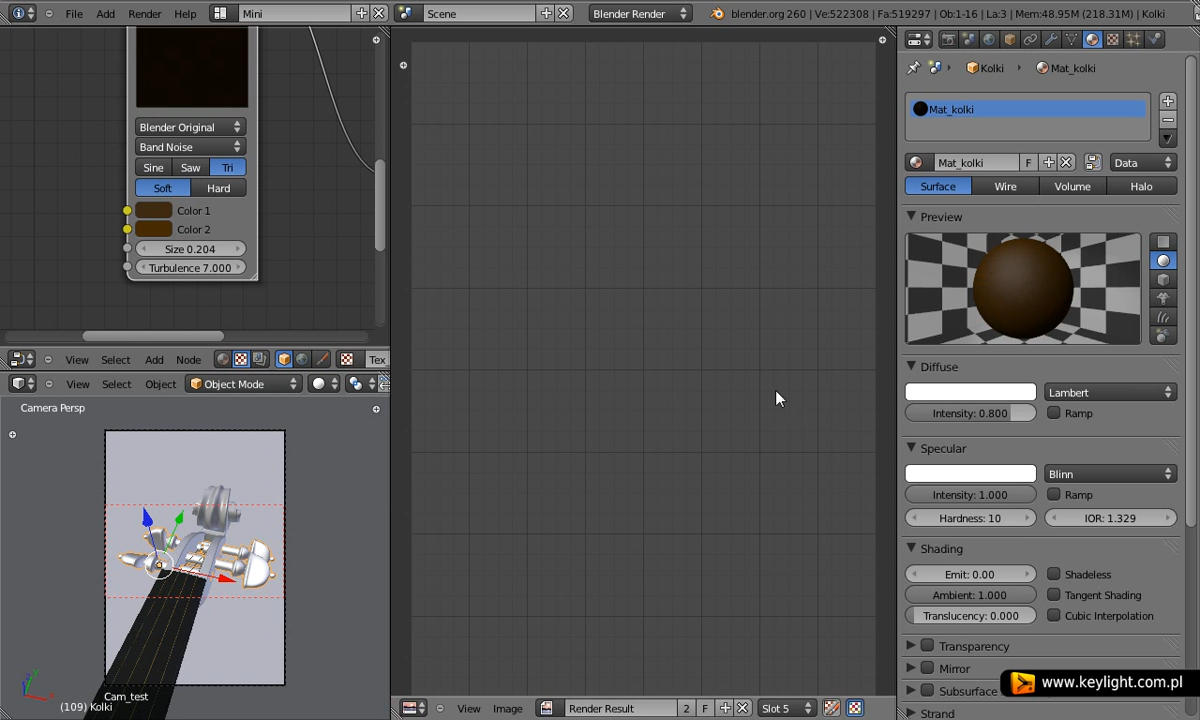 File Add Render Help Mini Scene Blender Render blender.org 260 | Ve:522308 | Fa:519297 | Ob:1-16 | La:3 | Mem:48.95M (218.31M) | Kolki
Kolki Mat_kolki
Mat_kolki
Mat_kolki F Data
Surface Wire Volume Halo
Preview
Diffuse
Lambert
Intensity: 0.800 Ramp
Specular
Blinn
Intensity: 1.000 Ramp
Hardness: 10 IOR: 1.329
Shading
Emit: 0.00 Shadeless
Ambient: 1.000 Tangent Shading
Translucency: 0.000 Cubic Interpolation
Transparency
Mirror
Subsurface
Strand
www.keylight.com.pl
Blender Original
Band Noise
Sine Saw Tri
Soft Hard
Color 1
Color 2
Size 0.204
Turbulence 7.000
View Select Add Node Tex
View Select Object Object Mode
Camera Persp
Cam_test
(109) Kolki
View Image Render Result 2 F Slot 5